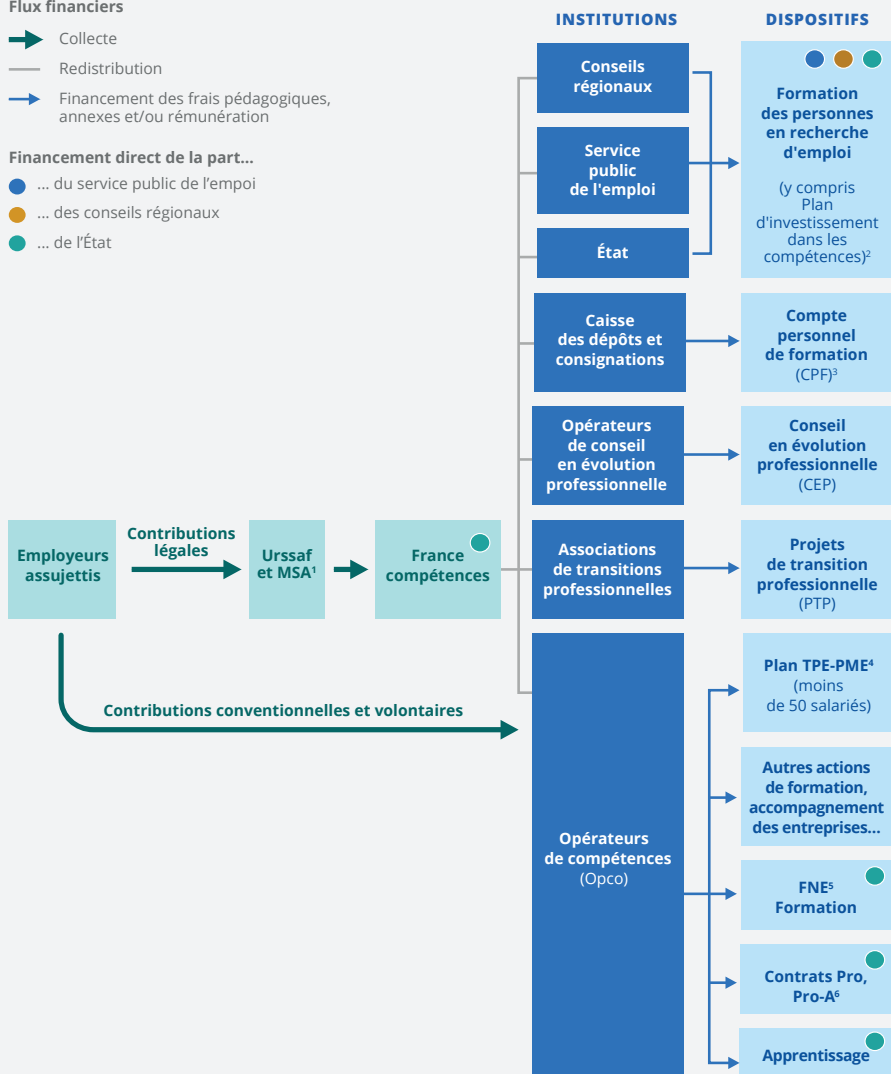 Flux financiers
Collecte
Redistribution
Financement des frais pédagogiques,
annexes et/ou rémunération
Financement direct de la part...
... du service public de l'empoi
... des conseils régionaux
... de l'État
INSTITUTIONS
DISPOSITIFS
Conseils
régionaux
Service
public
de l'emploi
État
Formation
des personnes
en recherche
d'emploi
(y compris
Plan
d'investissement
dans les
compétences)²
Caisse
des dépôts et
consignations
Compte
personnel
de formation
(CPF)³
Opérateurs
de conseil
en évolution
professionnelle
Conseil
en évolution
professionnelle
(CEP)
Employeurs
assujettis
Contributions
légales
Urssaf
et MSA¹
France
compétences
Associations
de transitions
professionnelles
Projets
de transition
professionnelle
(PTP)
Contributions conventionnelles et volontaires
Opérateurs
de compétences
(Opco)
Plan TPE-PME⁴
(moins
de 50 salariés)
Autres actions
de formation,
accompagnement
des entreprises...
FNE⁵
Formation
Contrats Pro,
Pro-A⁶
Apprentissage